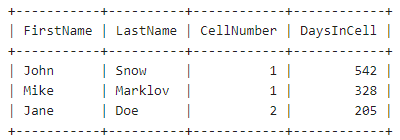 +-----------+----------+------------+------------+
| FirstName | LastName | CellNumber | DaysInCell |
+-----------+----------+------------+------------+
| John      | Snow     |          1 |        542 |
| Mike      | Marklov  |          1 |        328 |
| Jane      | Doe      |          2 |        205 |
+-----------+----------+------------+------------+